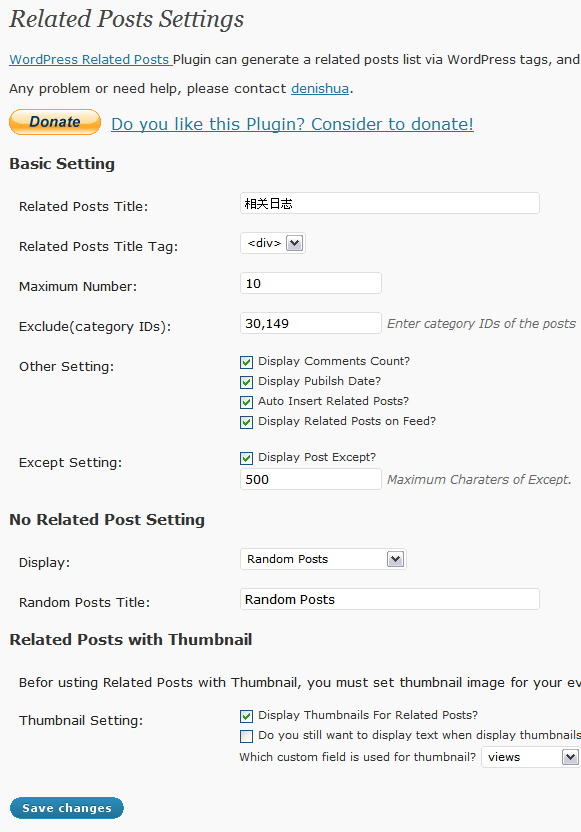 Related Posts Settings
WordPress Related Posts Plugin can generate a related posts list via WordPress tags, and
Any problem or need help, please contact denishua.
Donate Do you like this Plugin? Consider to donate!
Basic Setting
Related Posts Title: 相关日志
Related Posts Title Tag: <div>
Maximum Number: 10
Exclude(category IDs): 30,149 Enter category IDs of the posts
Other Setting: Display Comments Count?
Display Pubilsh Date?
Auto Insert Related Posts?
Display Related Posts on Feed?
Except Setting: Display Post Except?
500 Maximum Charaters of Except.
No Related Post Setting
Display: Random Posts
Random Posts Title: Random Posts
Related Posts with Thumbnail
Befor usting Related Posts with Thumbnail, you must set thumbnail image for your ev
Thumbnail Setting: Display Thumbnails For Related Posts?
Do you still want to display text when display thumbnails
Which custom field is used for thumbnail? views
Save changes